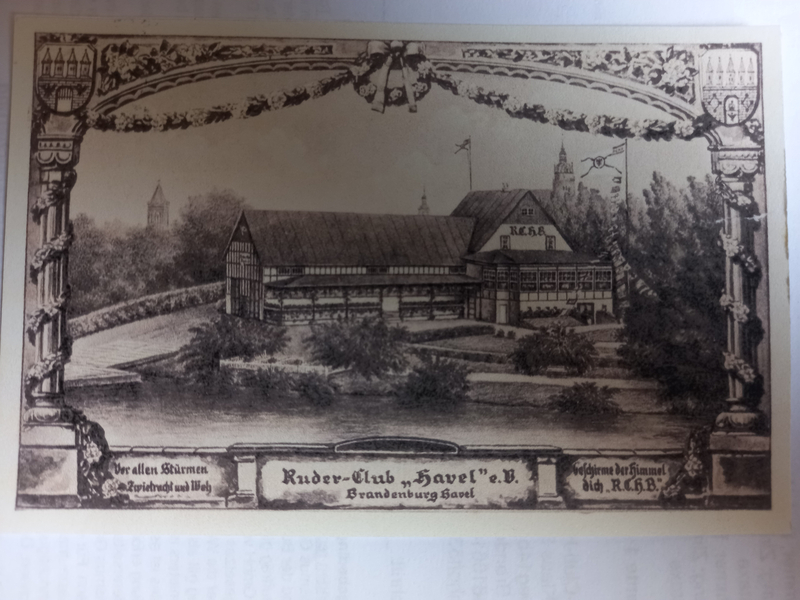 R.C.H.B.
Vor allen Stürmen
Zwietracht und Weh
Ruder-Club „Havel" e.V.
Brandenburg Havel
Beschirme der Himmel
dich „R.C.H.B."